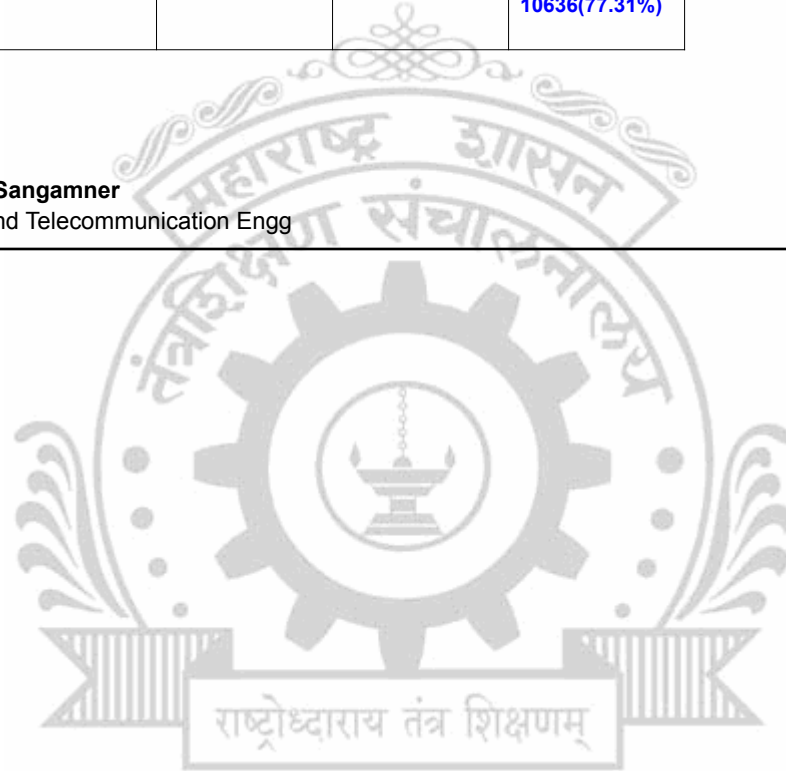 10636(77.31%)
महाराष्ट्र शासन
Sangamner
nd Telecommunication Engg
तंत्रशिक्षण संचालनालय
राष्ट्रोध्दाराय तंत्र शिक्षणम्